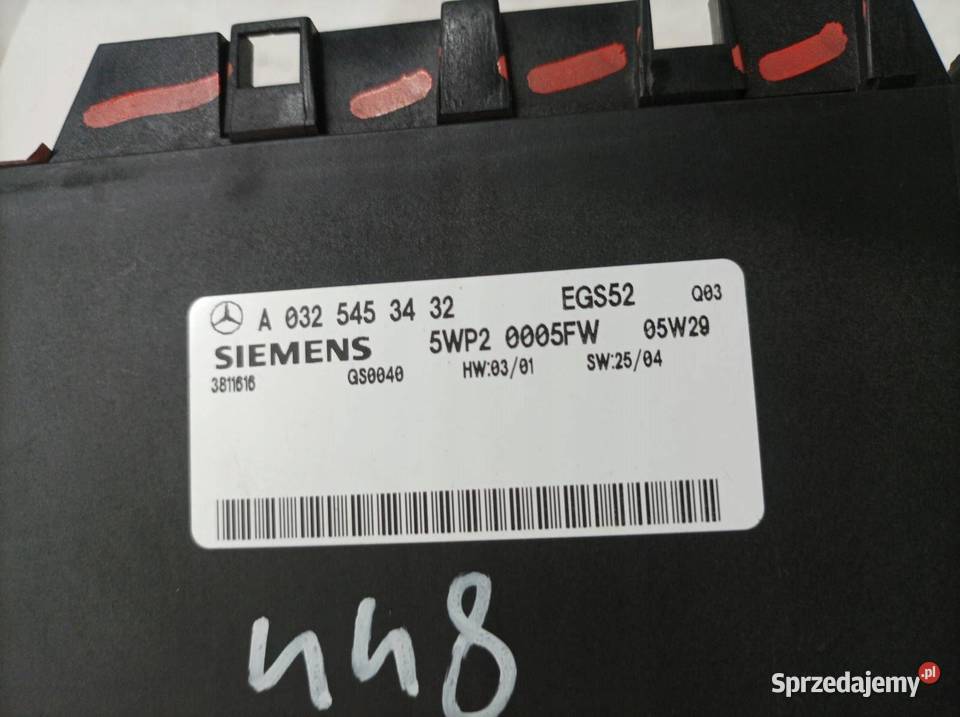 A 032 545 34 32 EGS52 Q03
SIEMENS 5WP2 0005FW 05W29
3811616 GS0040 HW:03/01 SW:25/04
448
Sprzedajemy.pl